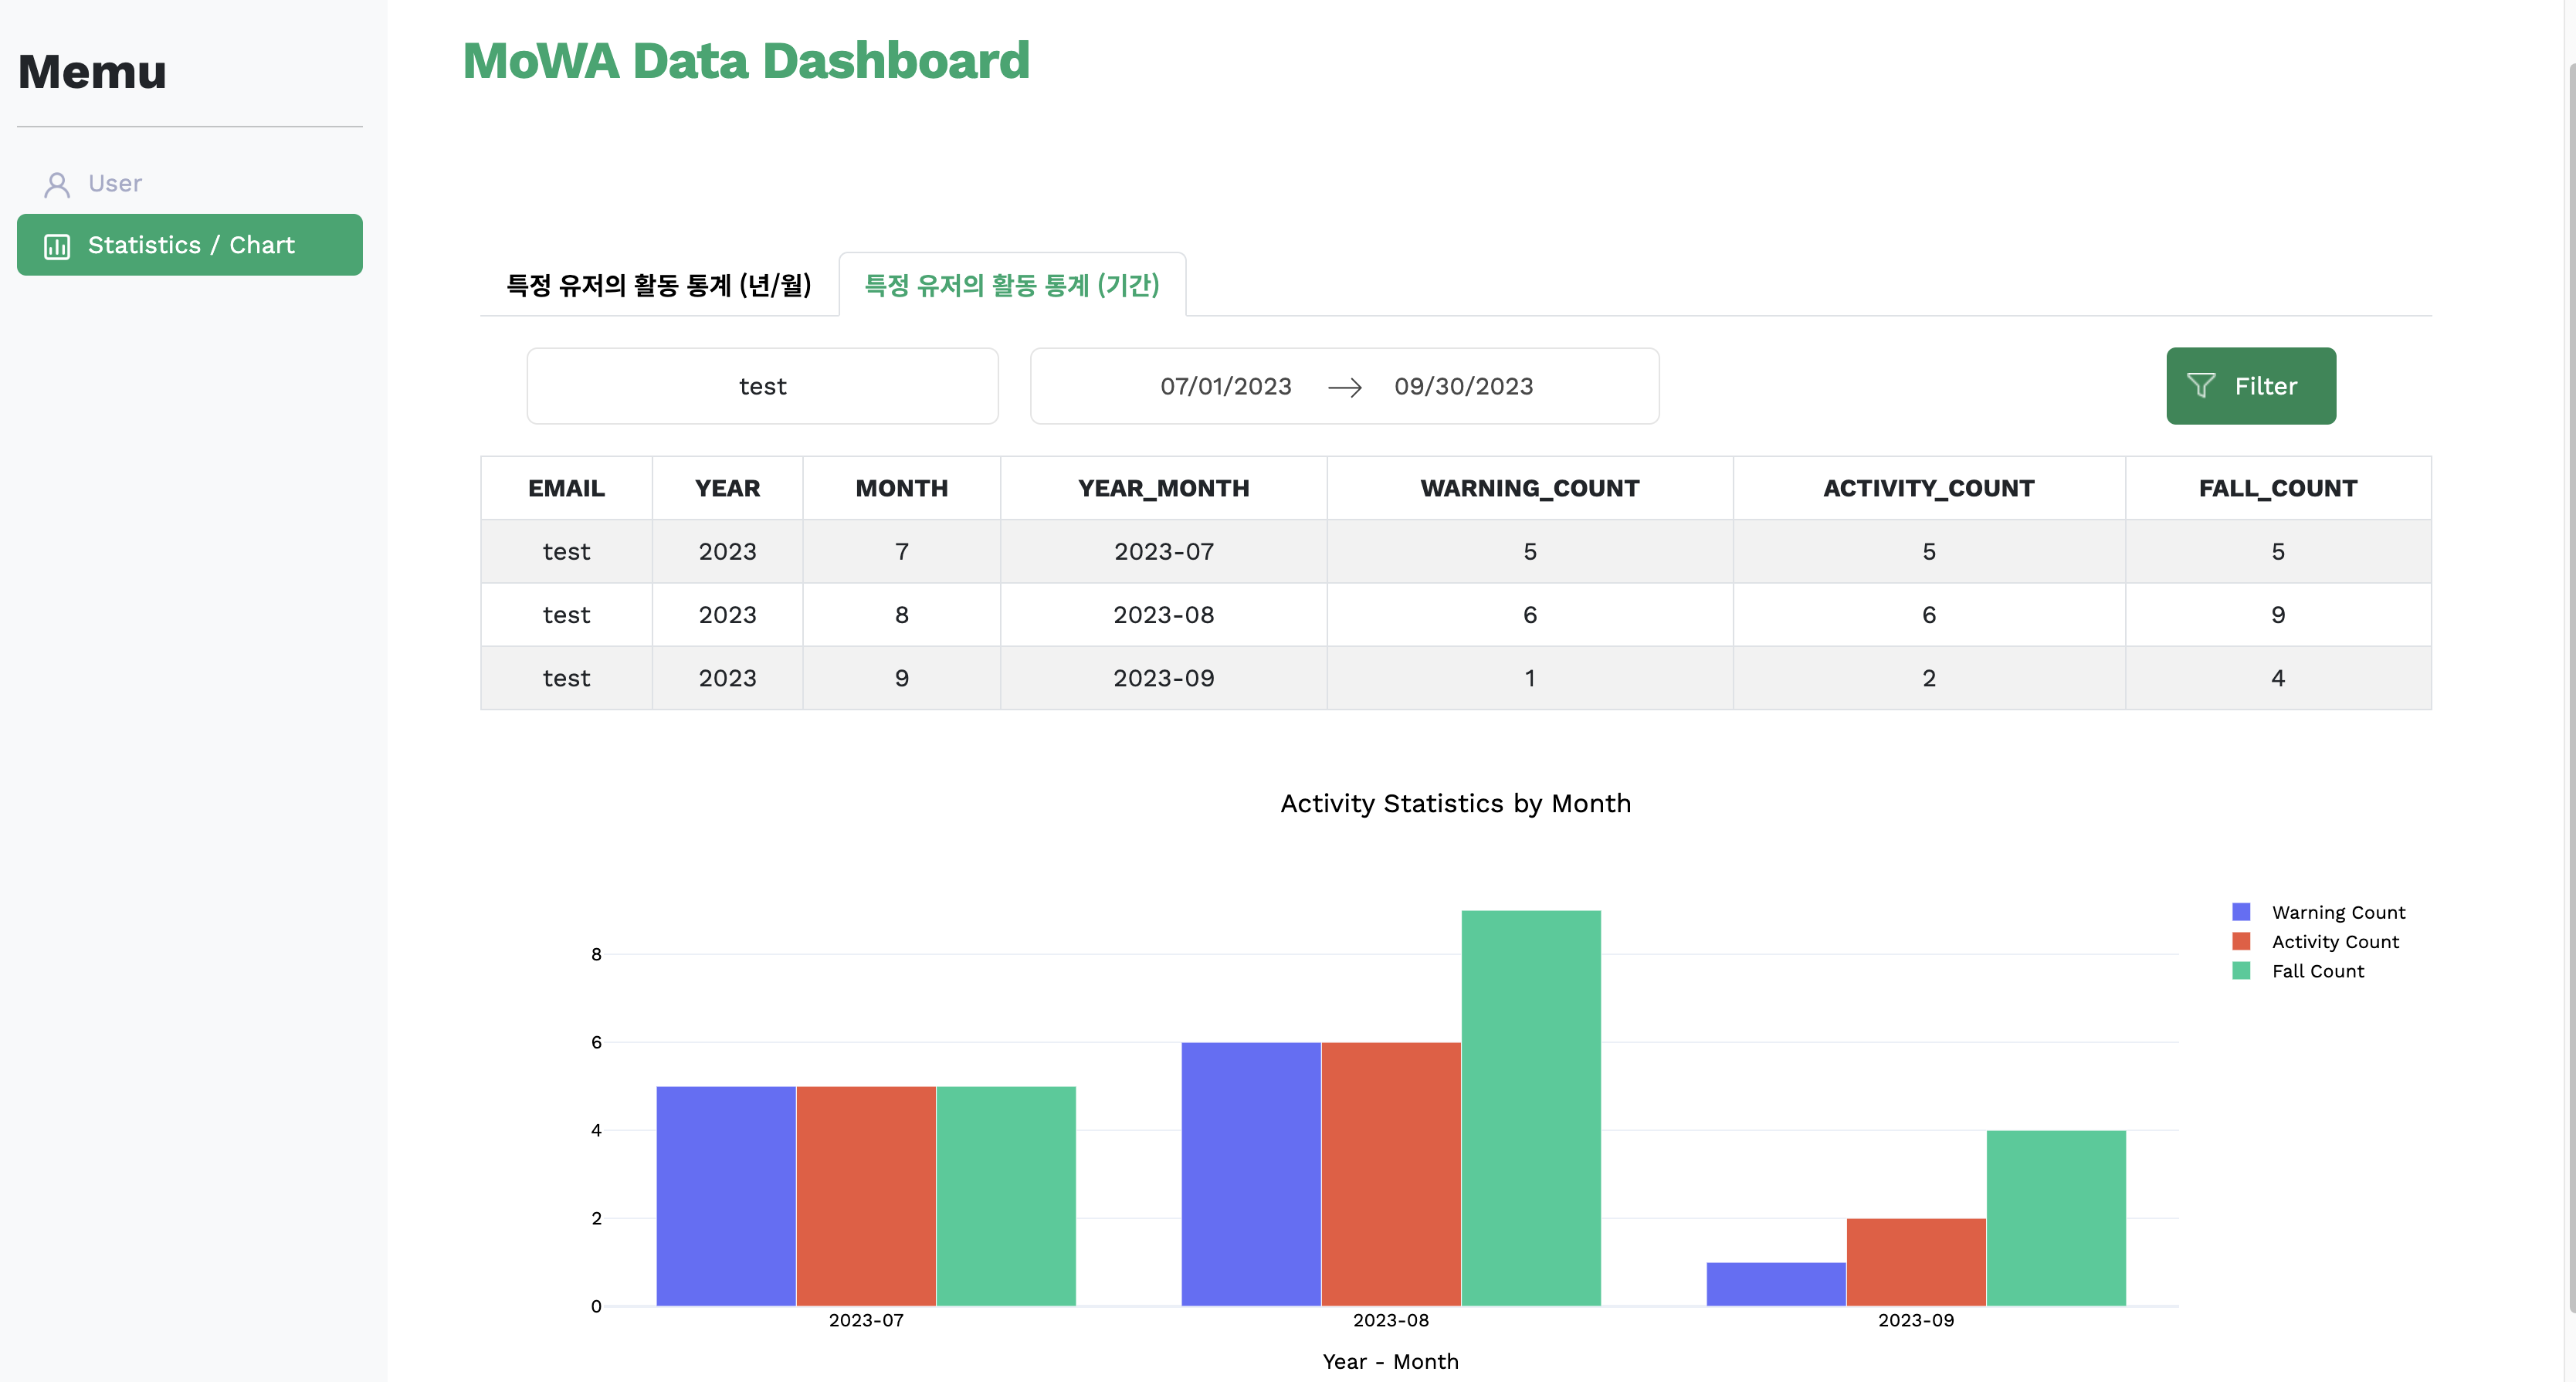 Memu
User
Statistics / Chart
MoWA Data Dashboard
특정 유저의 활동 통계 (년/월) 특정 유저의 활동 통계 (기간)
test 07/01/2023 → 09/30/2023 Filter
EMAIL YEAR MONTH YEAR_MONTH WARNING_COUNT ACTIVITY_COUNT FALL_COUNT
test 2023 7 2023-07 5 5 5
test 2023 8 2023-08 6 6 9
test 2023 9 2023-09 1 2 4
Activity Statistics by Month
Warning Count
Activity Count
Fall Count
8
6
4
2
0
2023-07 2023-08 2023-09
Year - Month